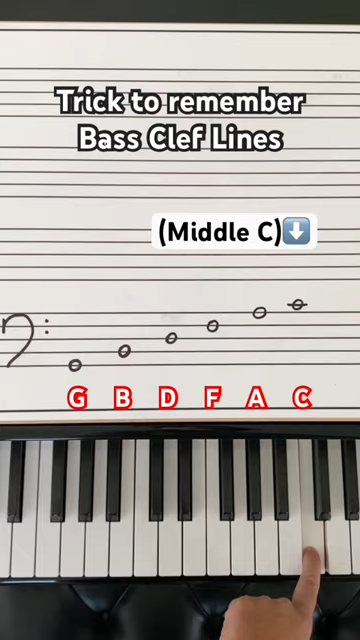 Trick to remember
Bass Clef Lines
(Middle C)⬇️
G B D F A C